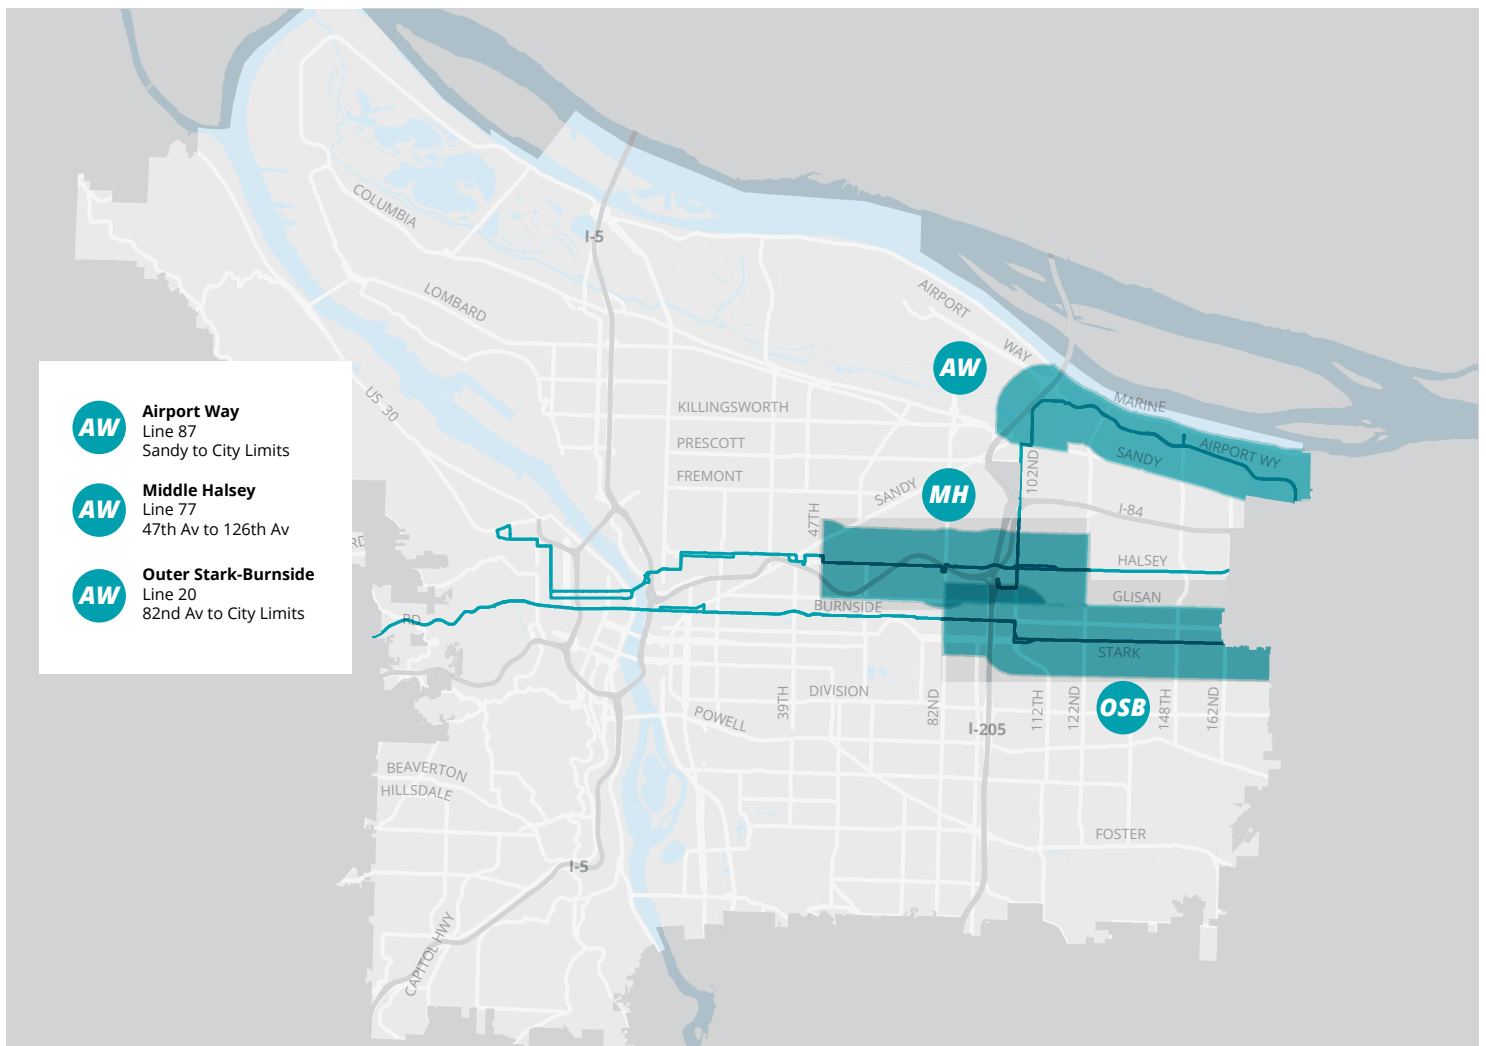 COLUMBIA
I-5
LOMBARD
AIRPORT
WAY
AW
US 30
KILLINGSWORTH
MARINE
AW
Airport Way
Line 87
Sandy to City Limits
PRESCOTT
AIRPORT WY
SANDY
FREMONT
102ND
SANDY
MH
AW
Middle Halsey
Line 77
47th Av to 126th Av
47TH
I-84
RD
HALSEY
AW
Outer Stark-Burnside
Line 20
82nd Av to City Limits
GLISAN
BURNSIDE
RD
STARK
DIVISION
39TH
82ND
112TH
122ND
OSB
148TH
162ND
POWELL
I-205
BEAVERTON
HILLSDALE
FOSTER
I-5
CAPITOL HWY